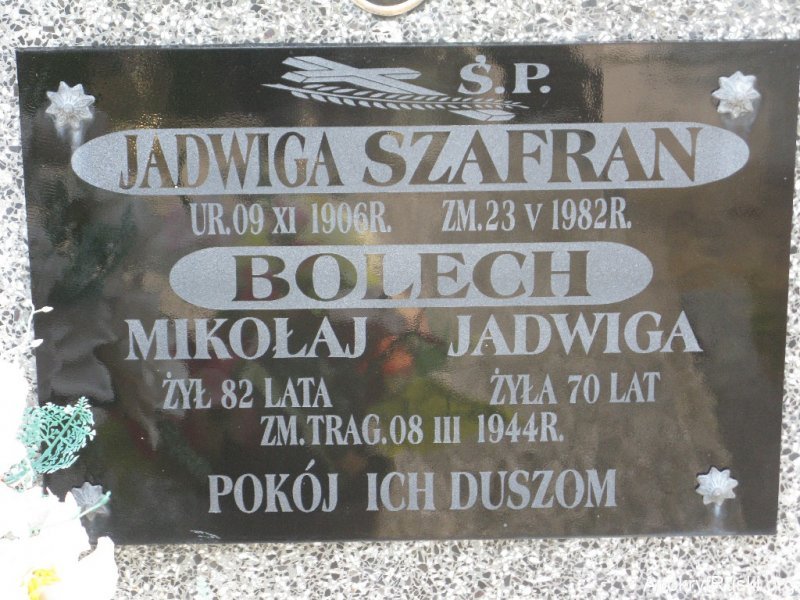 Ś.P.
JADWIGA SZAFRAN
UR.09 XI 1906R. ZM.23 V 1982R.
BOLECH
MIKOŁAJ JADWIGA
ŻYŁ 82 LATA ŻYŁA 70 LAT
ZM.TRAG.08 III 1944R.
POKÓJ ICH DUSZOM